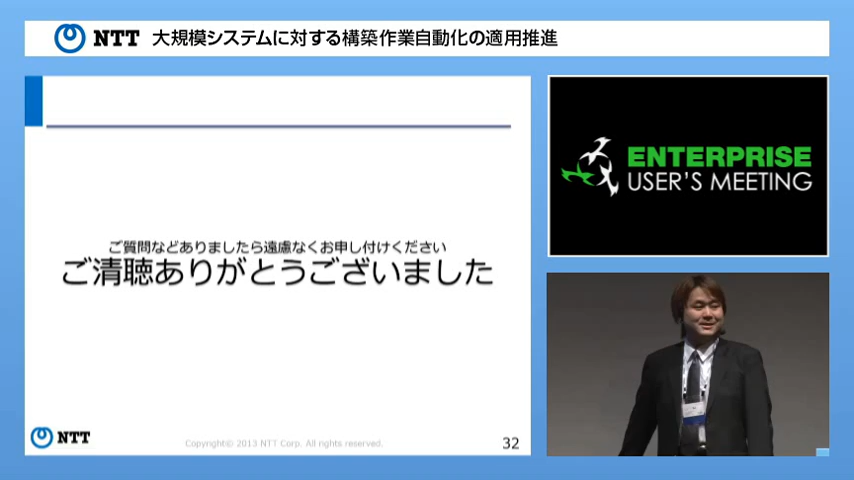 NTT 大規模システムに対する構築作業自動化の適用推進
ご質問などありましたら遠慮なくお申し付けください
ご清聴ありがとうございました
NTT
Copyright© 2013 NTT Corp. All rights reserved.
32
ENTERPRISE
USER'S MEETING